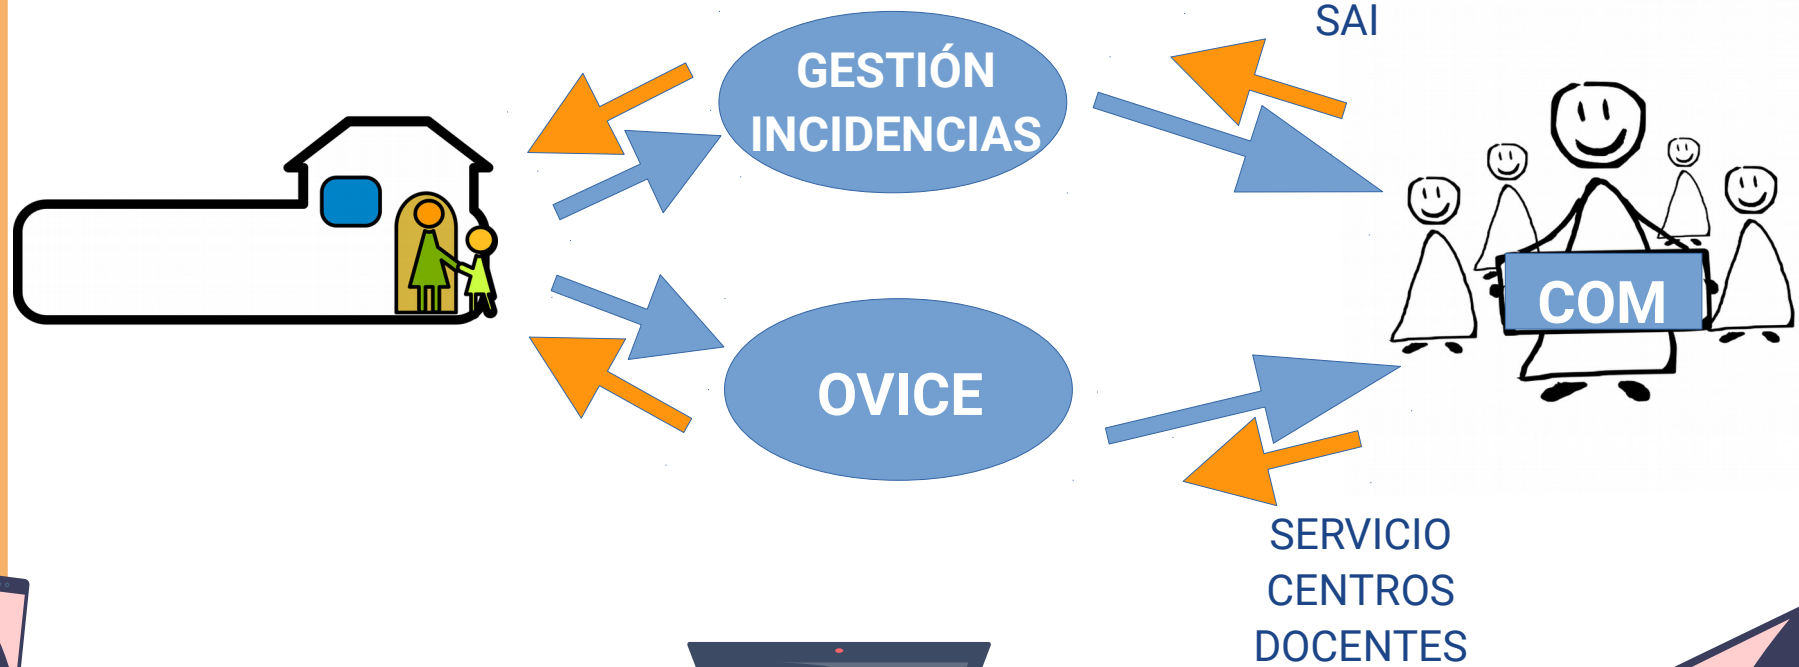 SAI
GESTIÓN
INCIDENCIAS
COM
OVICE
SERVICIO
CENTROS
DOCENTES